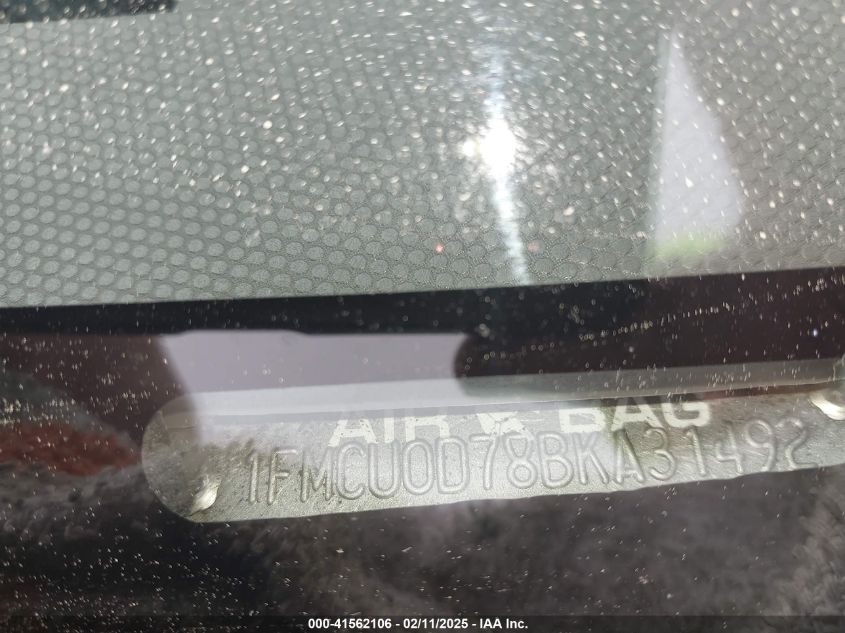 AIR ★ BAG
1FMCU0D78BKA31492
000-41562106 - 02/11/2025 - IAA Inc.